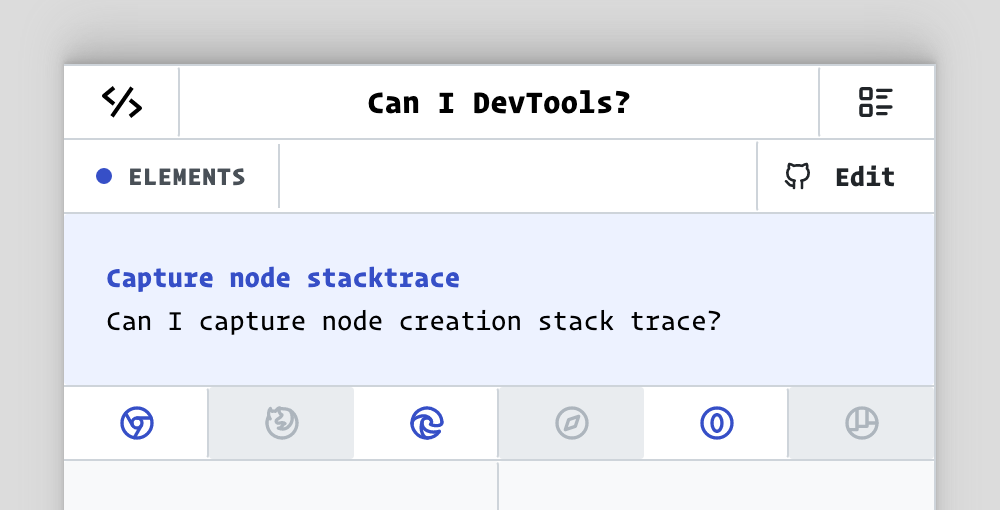 Can I DevTools?
ELEMENTS
Edit
Capture node stacktrace
Can I capture node creation stack trace?